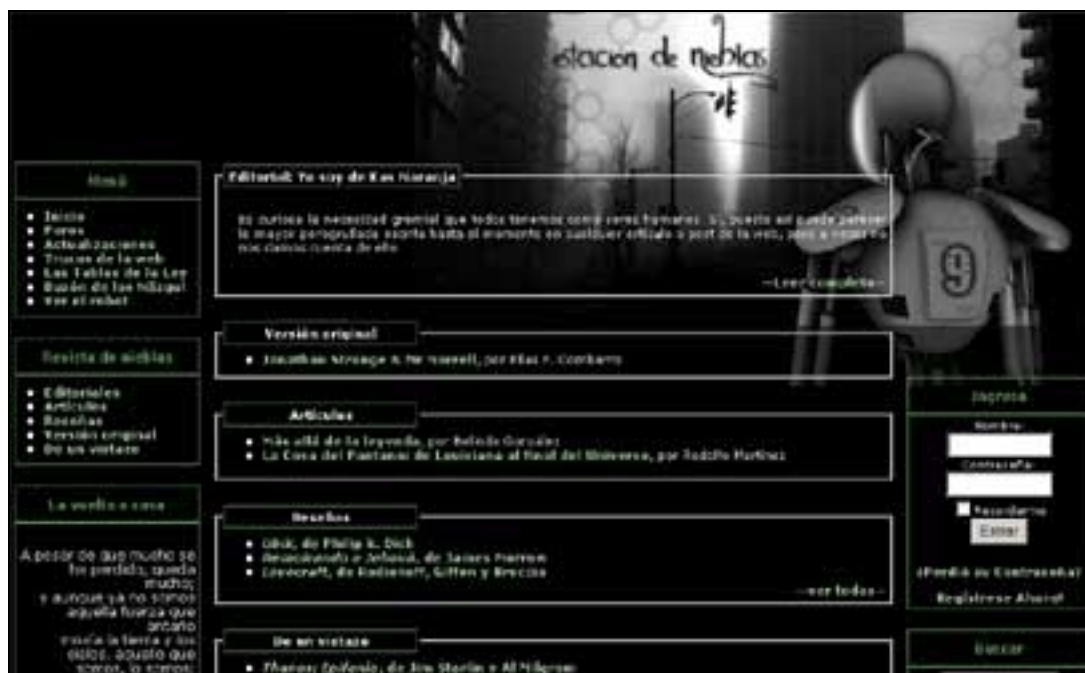 estación de nieblas
Menú
Inicio
Foros
Actualizaciones
Trucos de la web
Las Tablas de la Ley
Buzón de los Názgul
Ver el robot
Revista de nieblas
Editoriales
Artículos
Reseñas
Versión original
De un vistazo
La vuelta a casa
A pesar de que mucho se
ha perdido, queda
mucho;
y aunque ya no somos
aquella fuerza que
antaño
movía la tierra y los
cielos, aquello que
somos, lo somos;
Editorial: Yo soy de Kas Naranja
Es curiosa la necesidad gremial que todos tenemos como seres humanos. Sí, puesto así puede parecer
la mayor perogrullada escrita hasta el momento en cualquier artículo o post de la web, pero a veces no
nos damos cuenta de ello
--Leer completo--
Versión original
Jonathan Strange & Mr Norrell, por Elías F. Combarro
Artículos
Más allá de la leyenda, por Belinda González
La Cosa del Pantano: de Louisiana al final del Universo, por Rodolfo Martínez
Reseñas
Ubik, de Philip K. Dick
Remolcando a Jehová, de James Morrow
Lovecraft, de Rodionoff, Giffen y Breccia
--ver todas--
De un vistazo
Thanos: Epifanía, de Jim Starlin y Al Milgrom
9
Ingreso
Nombre:
Contraseña:
Recordarme
Entrar
¿Perdió su Contraseña?
Regístrese Ahora!
Buscar